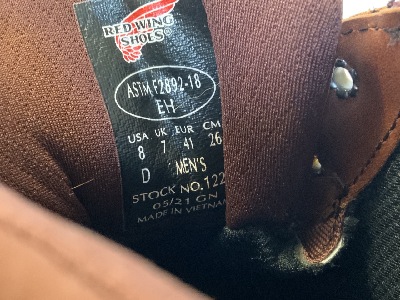 RED WING
SHOES
ASTM F2892-18
EH
USA UK EUR CM
8 7 41 26
D MEN'S
STOCK NO.122
05/21 GN
MADE IN VIETNAM